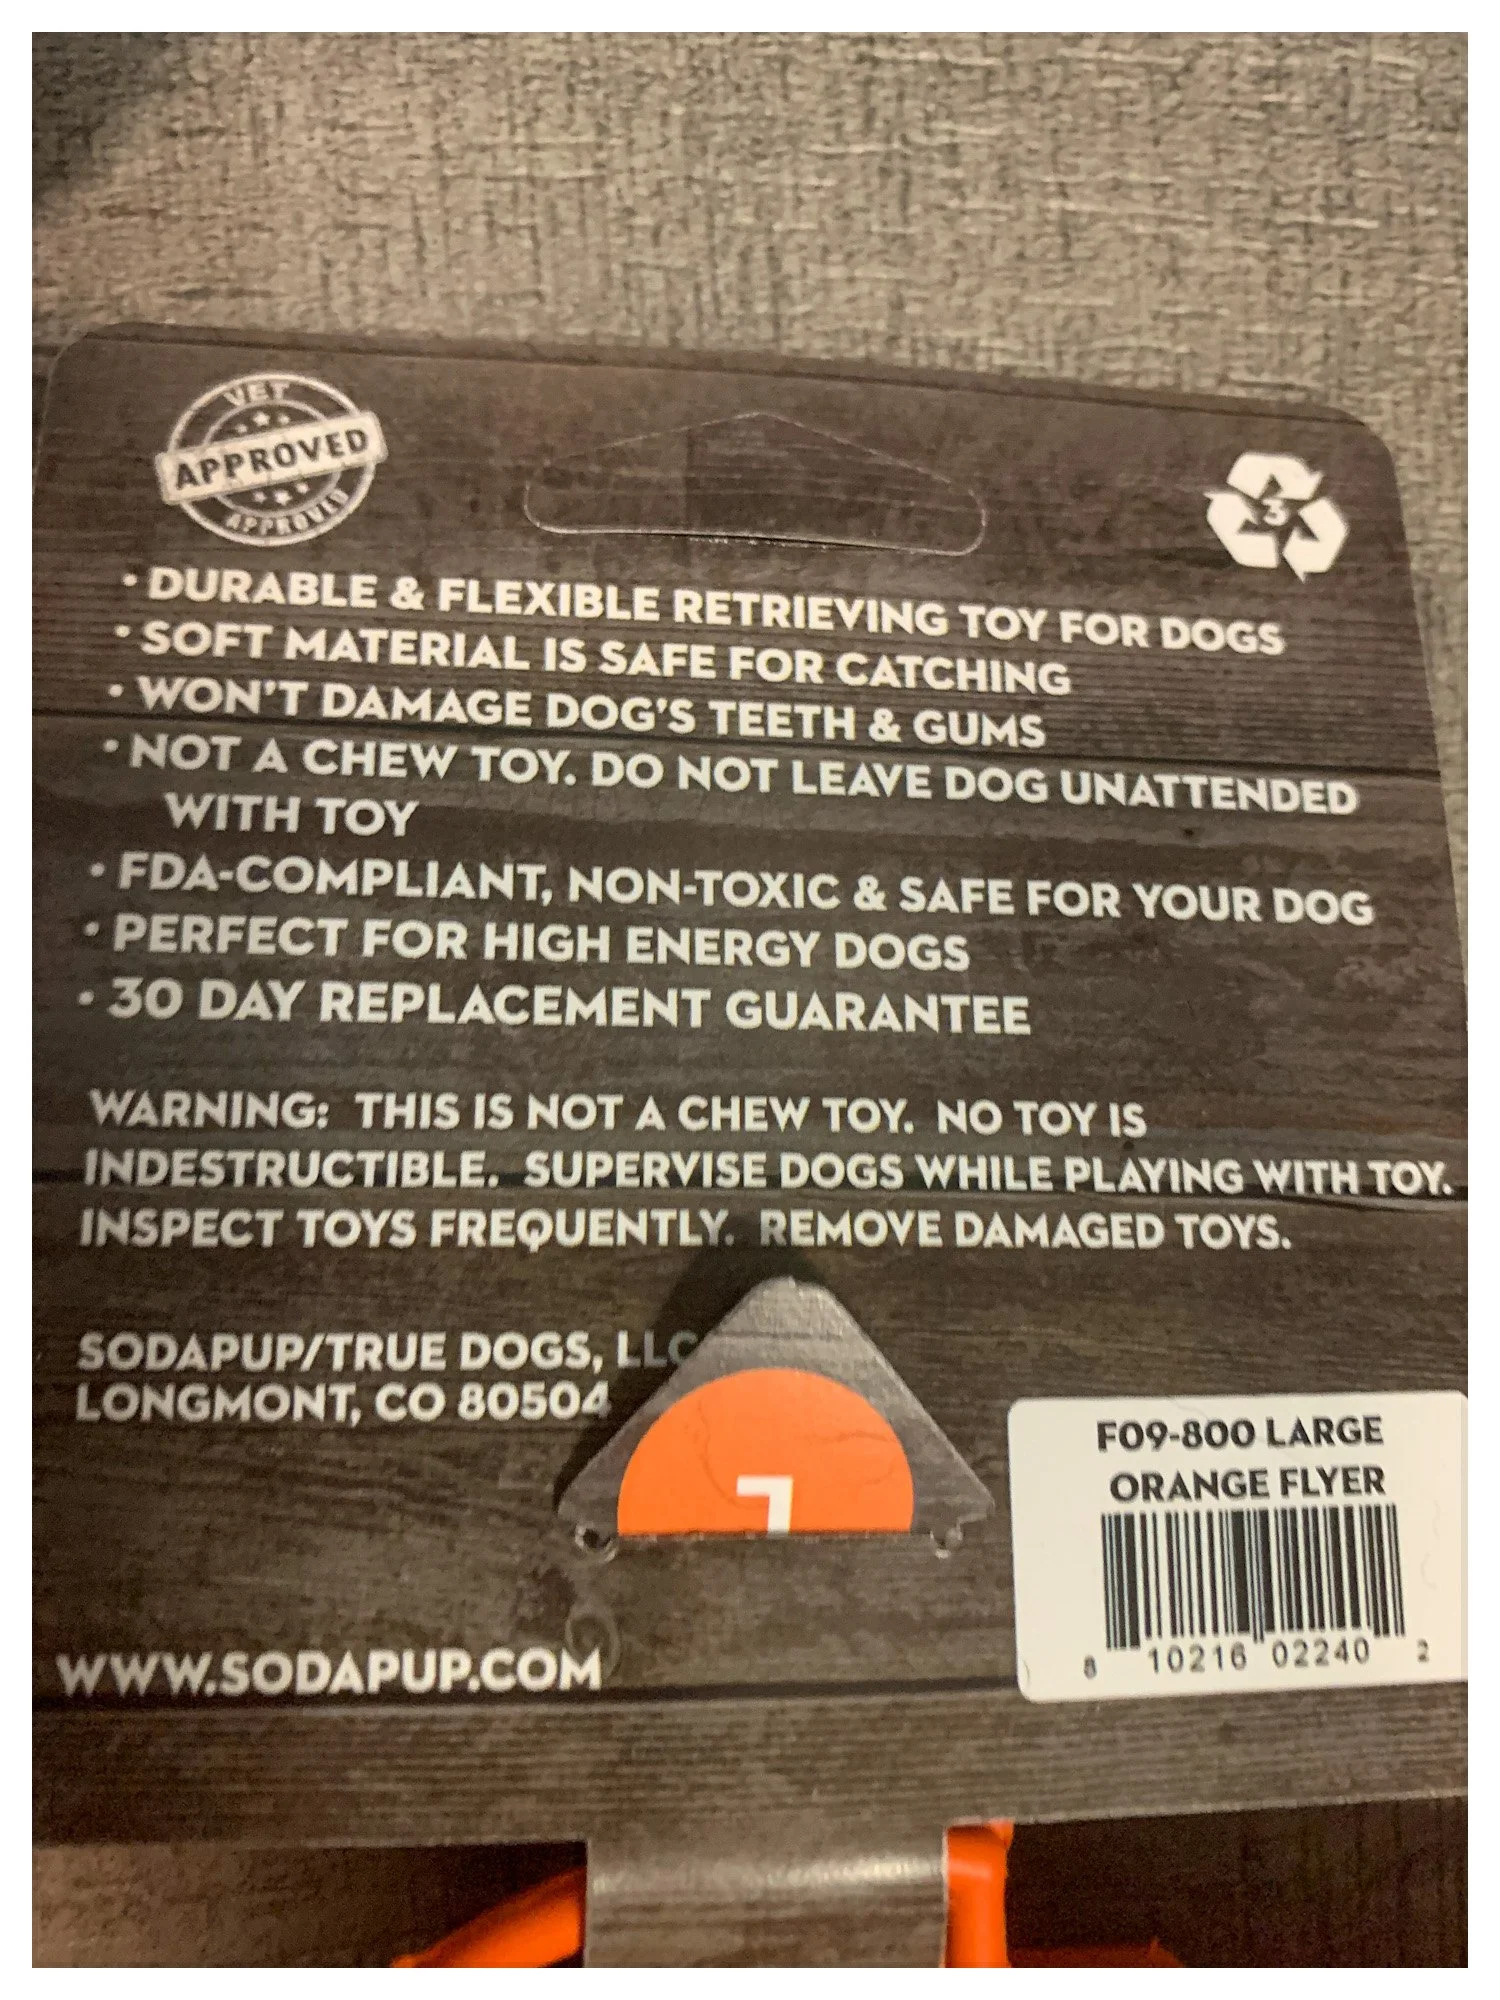 VET
APPROVED
APPROVED
3
• DURABLE & FLEXIBLE RETRIEVING TOY FOR DOGS
• SOFT MATERIAL IS SAFE FOR CATCHING
• WON'T DAMAGE DOG'S TEETH & GUMS
• NOT A CHEW TOY. DO NOT LEAVE DOG UNATTENDED
WITH TOY
• FDA-COMPLIANT, NON-TOXIC & SAFE FOR YOUR DOG
• PERFECT FOR HIGH ENERGY DOGS
• 30 DAY REPLACEMENT GUARANTEE
WARNING: THIS IS NOT A CHEW TOY. NO TOY IS
INDESTRUCTIBLE. SUPERVISE DOGS WHILE PLAYING WITH TOY.
INSPECT TOYS FREQUENTLY. REMOVE DAMAGED TOYS.
SODAPUP/TRUE DOGS, LLC
LONGMONT, CO 80504
F09-800 LARGE
ORANGE FLYER
8 10216 02240 2
WWW.SODAPUP.COM